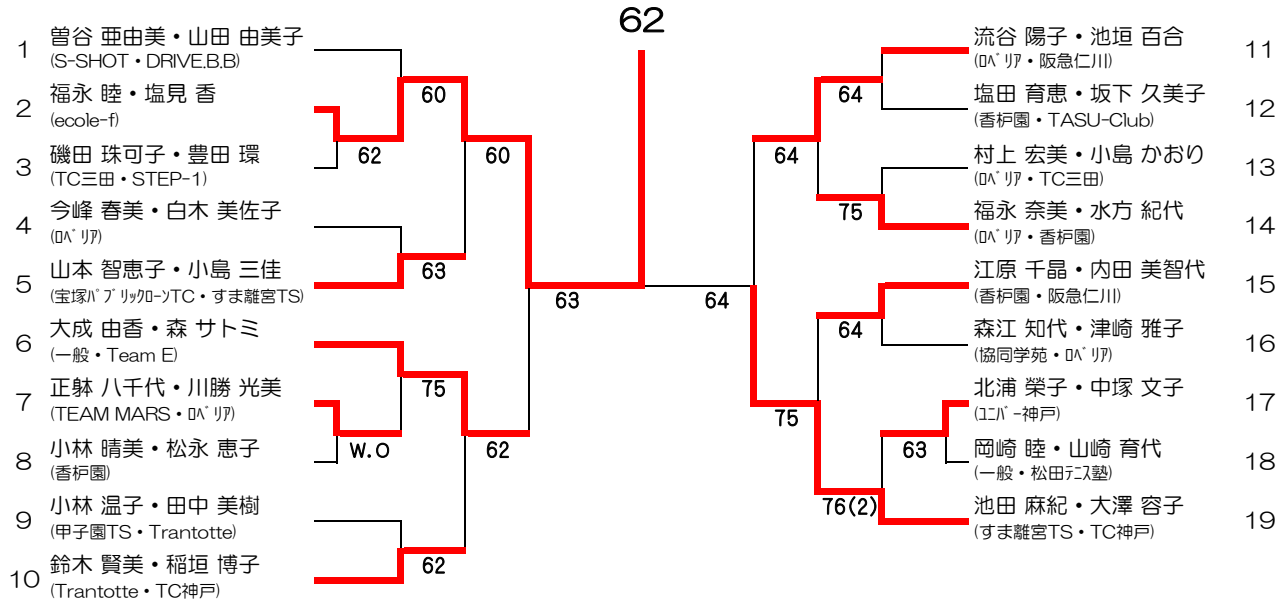 62
1
曽谷 亜由美・山田 由美子
(S-SHOT・DRIVE.B.B)
2
福永 睦・塩見 香
(ecole-f)
3
磯田 珠可子・豊田 環
(TC三田・STEP-1)
4
今峰 春美・白木 美佐子
(ﾛﾍﾞﾘｱ)
5
山本 智恵子・小島 三佳
(宝塚ﾊﾟﾌﾞﾘｯｸﾛｰﾝTC・すま離宮TS)
6
大成 由香・森 サトミ
(一般・Team E)
7
正躰 八千代・川勝 光美
(TEAM MARS・ﾛﾍﾞﾘｱ)
8
小林 晴美・松永 恵子
(香枦園)
9
小林 温子・田中 美樹
(甲子園TS・Trantotte)
10
鈴木 賢美・稲垣 博子
(Trantotte・TC神戸)
62
W.O
60
63
75
62
60
62
63
64
64
75
64
75
64
76(2)
63
流谷 陽子・池垣 百合
(ﾛﾍﾞﾘｱ・阪急仁川)
11
塩田 育恵・坂下 久美子
(香枦園・TASU-Club)
12
村上 宏美・小島 かおり
(ﾛﾍﾞﾘｱ・TC三田)
13
福永 奈美・水方 紀代
(ﾛﾍﾞﾘｱ・香枦園)
14
江原 千晶・内田 美智代
(香枦園・阪急仁川)
15
森江 知代・津崎 雅子
(協同学苑・ﾛﾍﾞﾘｱ)
16
北浦 榮子・中塚 文子
(ﾕﾆﾊﾞｰ神戸)
17
岡崎 睦・山崎 育代
(一般・松田ﾃﾆｽ塾)
18
池田 麻紀・大澤 容子
(すま離宮TS・TC神戸)
19